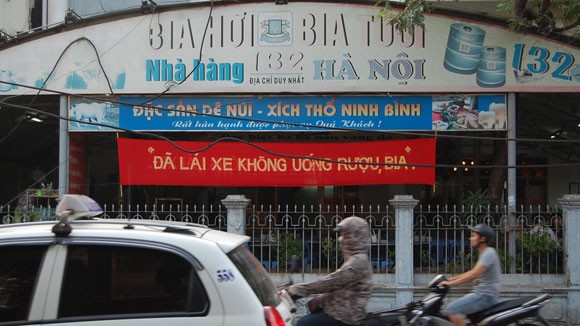 BIA HƠI BIA TƯƠI
Nhà hàng 132 HÀ NỘI
ĐỊA CHỈ DUY NHẤT
132
ĐẶC SẢN DÊ NÚI - XÍCH THỐ NINH BÌNH
Rất hân hạnh được phục vụ Quý Khách !
ĐÃ LÁI XE KHÔNG UỐNG RƯỢU, BIA !